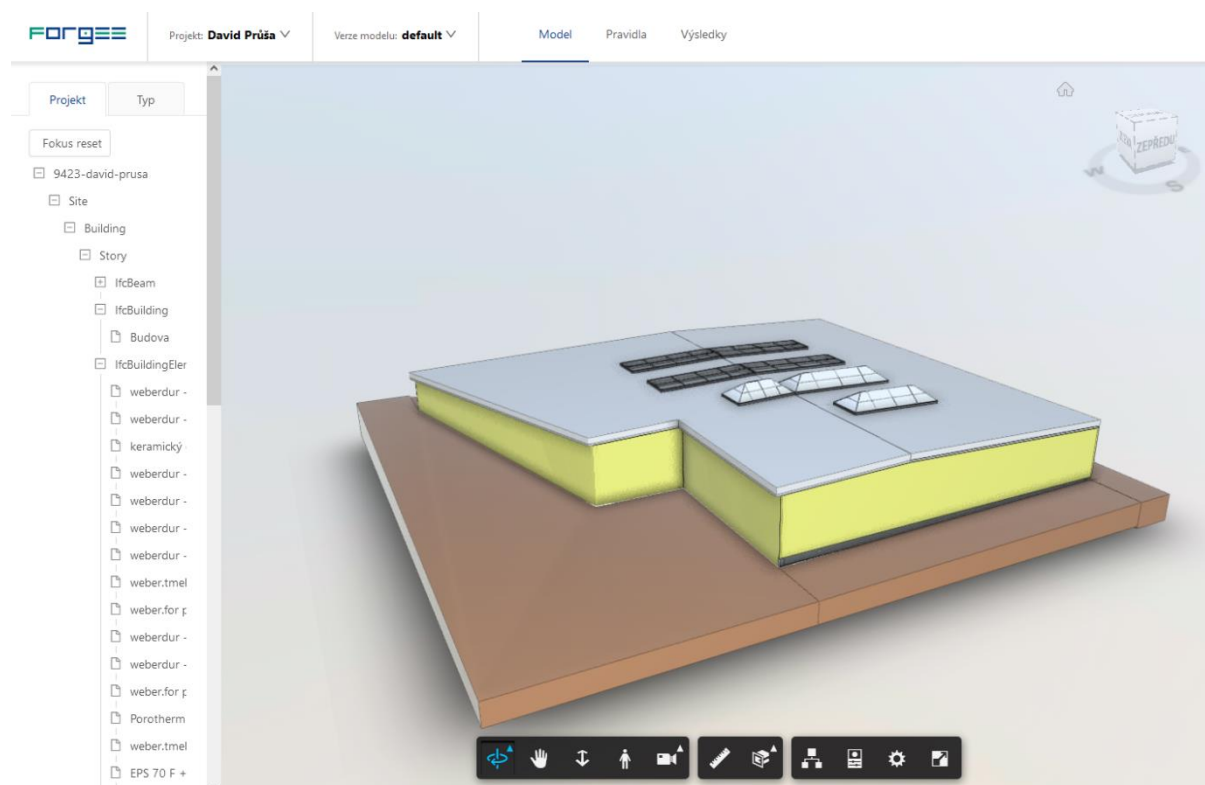 Forgee
Projekt: David Průša
Verze modelu: default
Model
Pravidla
Výsledky
Projekt
Typ
Fokus reset
9423-david-prusa
Site
Building
Story
IfcBeam
IfcBuilding
Budova
IfcBuildingEler
weberdur -
weberdur -
keramický
weberdur -
weberdur -
weberdur -
weberdur -
weber.tmel
weber.for p
weberdur -
weberdur -
weber.for p
Porotherm
weber.tmel
EPS 70 F +
ZEPŘEDU
W
S